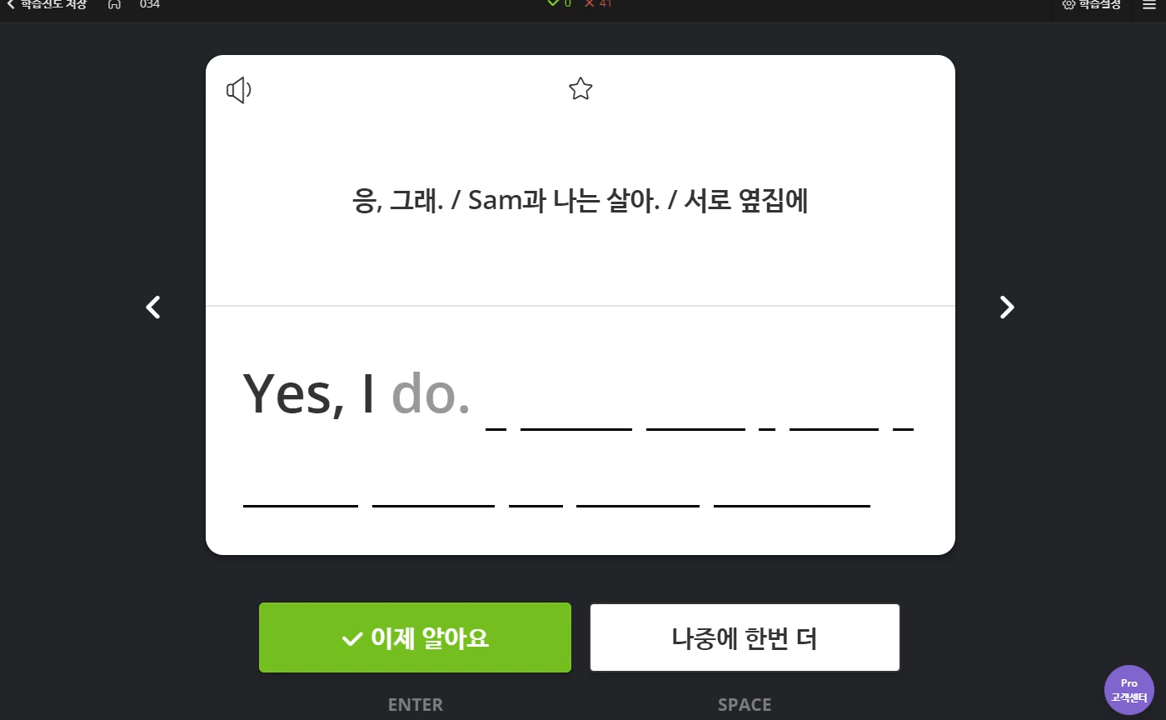 학습진도 저장
034
0
41
학습설정
응, 그래. / Sam과 나는 살아. / 서로 옆집에
Yes, I do.
이제 알아요
나중에 한번 더
ENTER
SPACE
Pro
고객센터